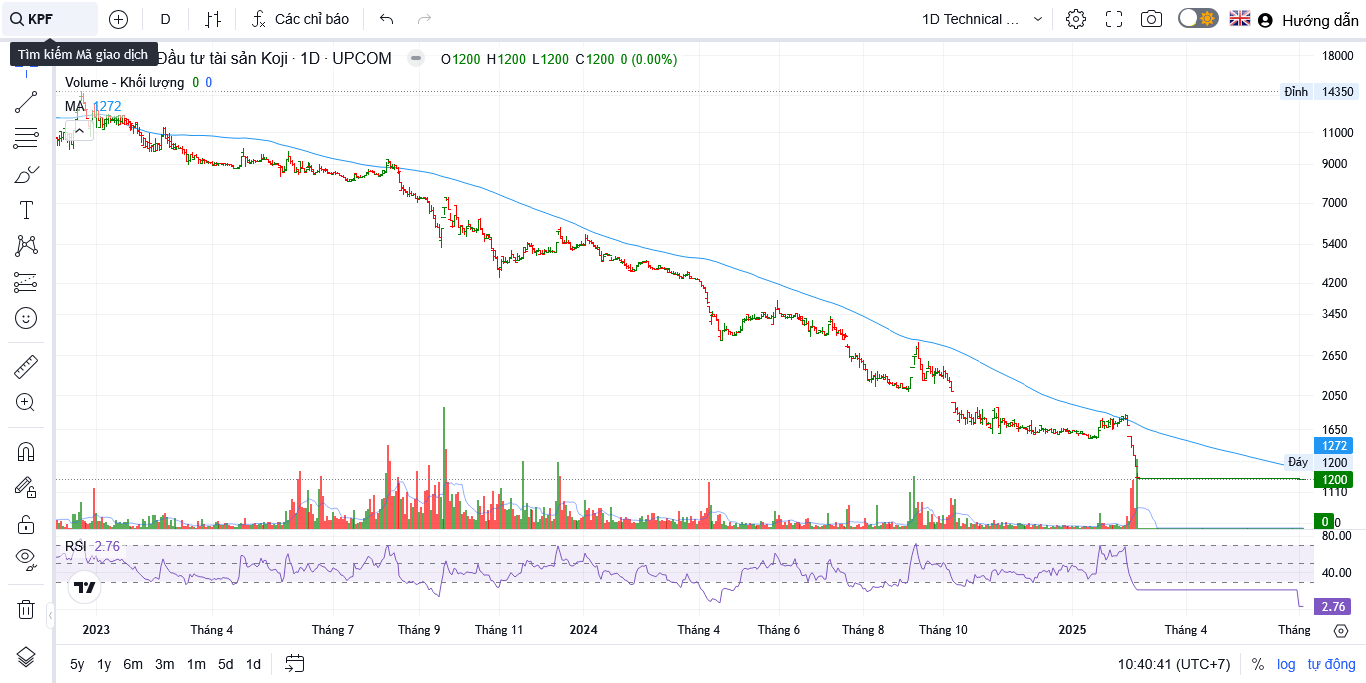 KPF
D
Các chỉ báo
1D Technical ...
Hướng dẫn
Tìm kiếm Mã giao dịch
Đầu tư tài sản Koji · 1D · UPCOM
O1200 H1200 L1200 C1200 0 (0.00%)
Volume - Khối lượng 0 0
MA 1272
18000
Đỉnh 14350
11000
9000
7000
5400
4200
3450
2650
2050
1650
1272
Đáy 1200
1200
1110
0
0
80.00
RSI 2.76
40.00
2.76
2023
Tháng 4
Tháng 7
Tháng 9
Tháng 11
2024
Tháng 4
Tháng 6
Tháng 8
Tháng 10
2025
Tháng 4
Tháng
5y 1y 6m 3m 1m 5d 1d
10:40:41 (UTC+7)
%
log
tự động